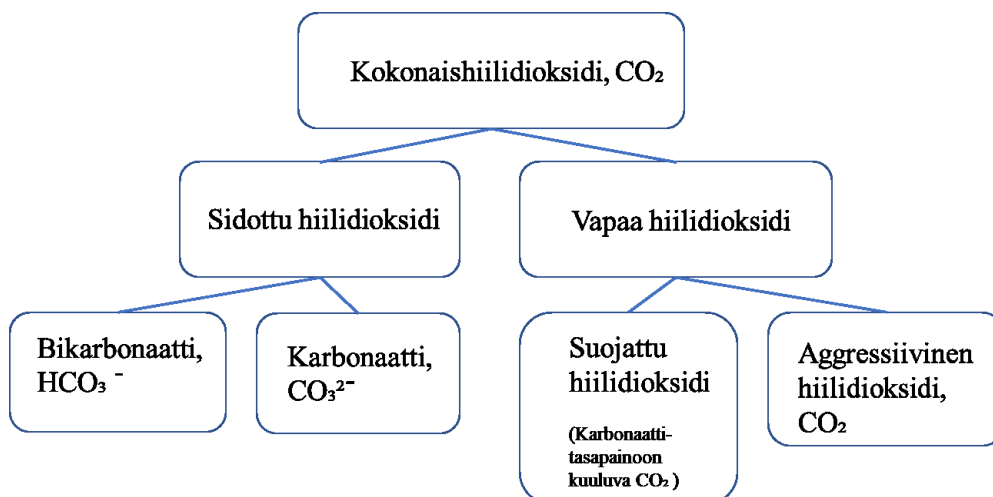 Kokonaishiilidioksidi, CO₂
Sidottu hiilidioksidi
Vapaa hiilidioksidi
Bikarbonaatti,
HCO₃ ⁻
Karbonaatti,
CO₃²⁻
Suojattu
hiilidioksidi
(Karbonaatti-
tasapainoon
kuuluva CO₂ )
Aggressiivinen
hiilidioksidi,
CO₂